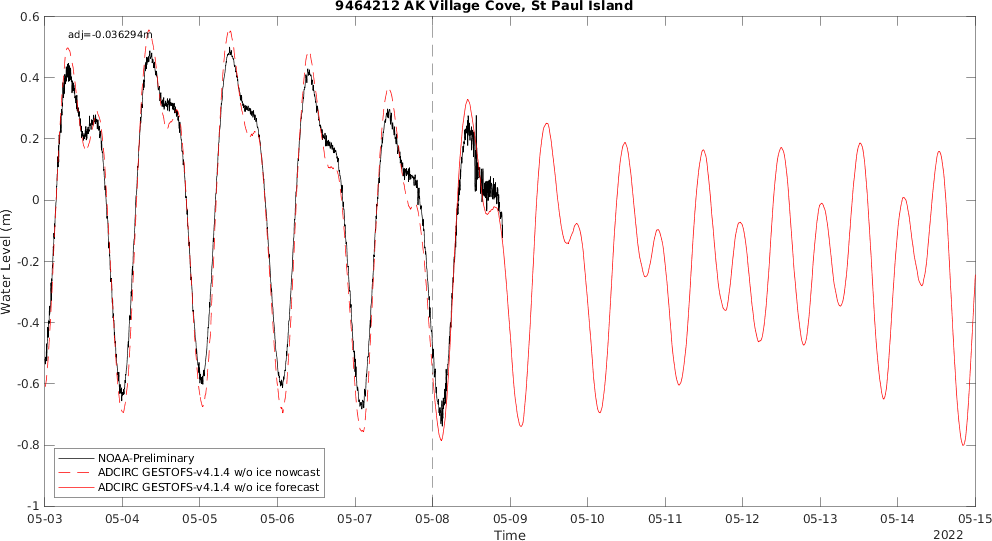 9464212 AK Village Cove, St Paul Island
adj=-0.036294m
0.6
0.4
0.2
0
-0.2
-0.4
-0.6
-0.8
-1
Water Level (m)
NOAA-Preliminary
ADCIRC GESTOFS-v4.1.4 w/o ice nowcast
ADCIRC GESTOFS-v4.1.4 w/o ice forecast
05-03 05-04 05-05 05-06 05-07 05-08 05-09 05-10 05-11 05-12 05-13 05-14 05-15
Time
2022